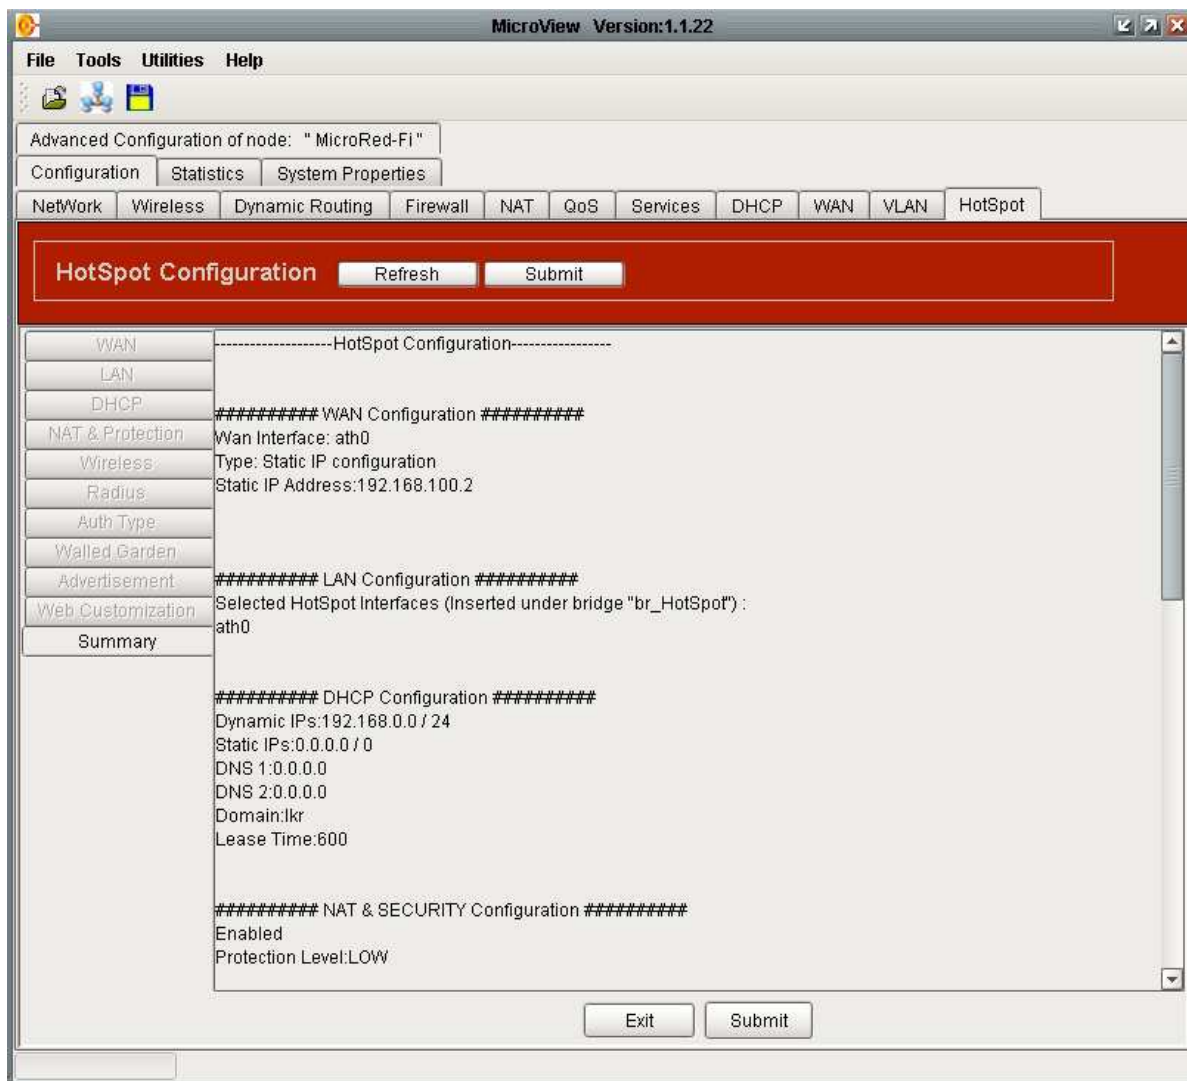 MicroView Version:1.1.22
File Tools Utilities Help
Advanced Configuration of node: " MicroRed-Fi "
Configuration Statistics System Properties
NetWork Wireless Dynamic Routing Firewall NAT QoS Services DHCP WAN VLAN HotSpot
HotSpot Configuration Refresh Submit
WAN
LAN
DHCP
NAT & Protection
Wireless
Radius
Auth Type
Walled Garden
Advertisement
Web Customization
Summary
--------------------HotSpot Configuration-----------------
########## WAN Configuration ##########
Wan Interface: ath0
Type: Static IP configuration
Static IP Address:192.168.100.2
########## LAN Configuration ##########
Selected HotSpot Interfaces (Inserted under bridge "br_HotSpot") :
ath0
########## DHCP Configuration ##########
Dynamic IPs:192.168.0.0 / 24
Static IPs:0.0.0.0 / 0
DNS 1:0.0.0.0
DNS 2:0.0.0.0
Domain:lkr
Lease Time:600
########## NAT & SECURITY Configuration ##########
Enabled
Protection Level:LOW
Exit Submit